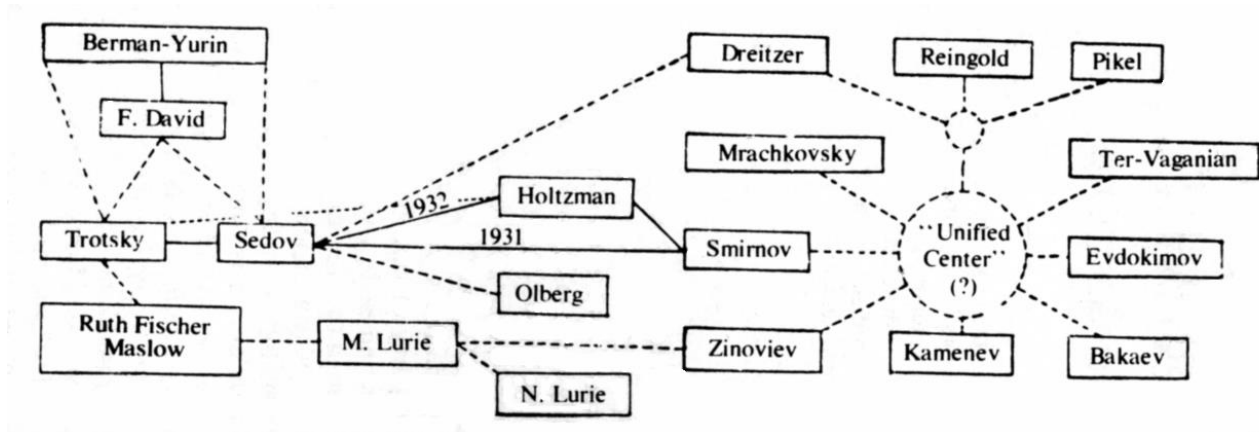 Berman-Yurin
Dreitzer
Reingold
Pikel
F. David
Mrachkovsky
Ter-Vaganian
1932
Holtzman
Trotsky
Sedov
1931
Smirnov
``Unified
Center``
(?)
Evdokimov
Olberg
Ruth Fischer
Maslow
M. Lurie
Zinoviev
Kamenev
Bakaev
N. Lurie